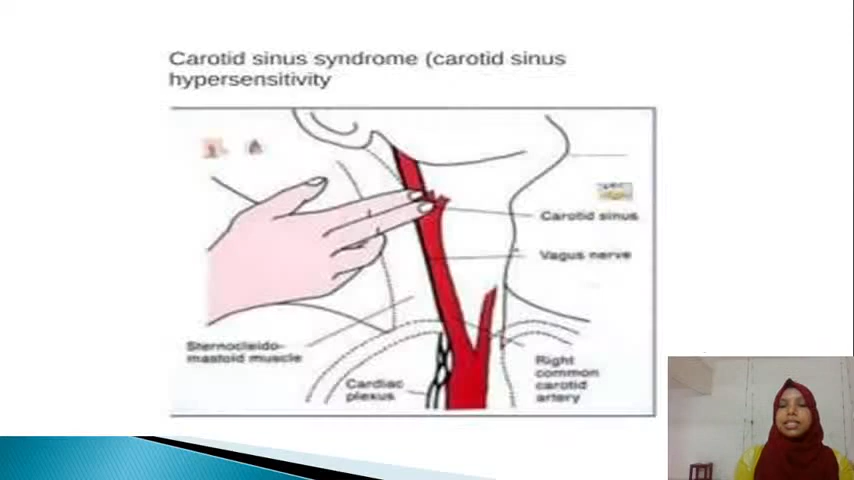 Carotid sinus syndrome (carotid sinus
hypersensitivity
Carotid sinus
Vagus nerve
Sternocleido-
mastoid muscle
Cardiac
plexus
Right
common
carotid
artery